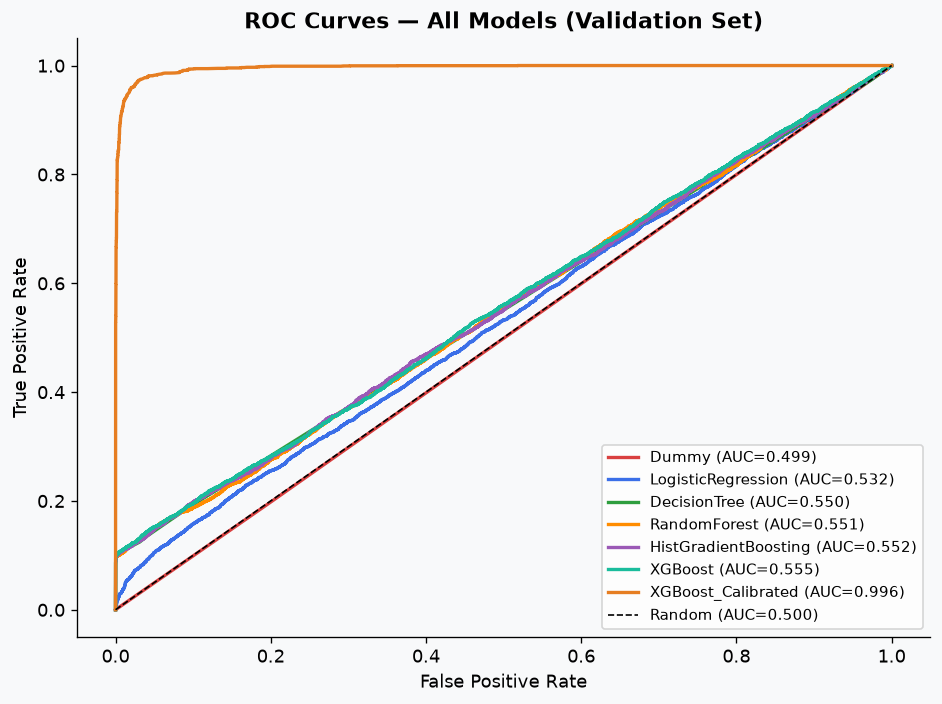 ROC Curves — All Models (Validation Set)
True Positive Rate
1.0
0.8
0.6
0.4
0.2
0.0
Dummy (AUC=0.499)
LogisticRegression (AUC=0.532)
DecisionTree (AUC=0.550)
RandomForest (AUC=0.551)
HistGradientBoosting (AUC=0.552)
XGBoost (AUC=0.555)
XGBoost_Calibrated (AUC=0.996)
Random (AUC=0.500)
0.0 0.2 0.4 0.6 0.8 1.0
False Positive Rate